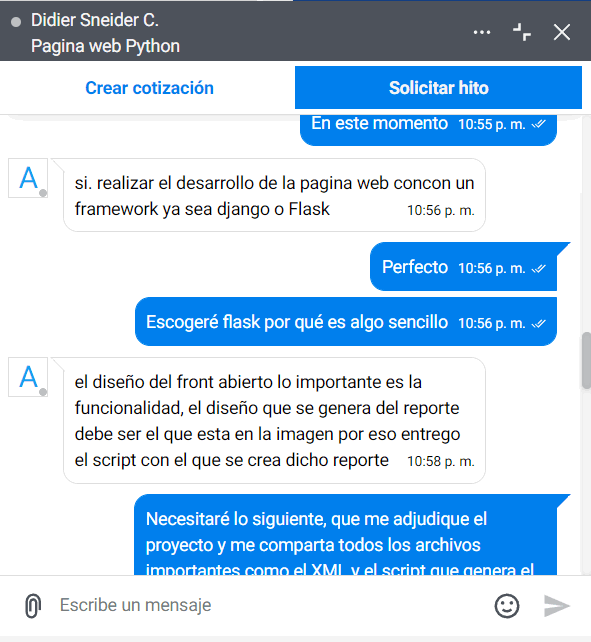 Didier Sneider C.
Pagina web Python
Crear cotización
Solicitar hito
En este momento 10:55 p. m.
A
si. realizar el desarrollo de la pagina web concon un
framework ya sea django o Flask 10:56 p. m.
Perfecto 10:56 p. m.
Escogeré flask por qué es algo sencillo 10:56 p. m.
A
el diseño del front abierto lo importante es la
funcionalidad, el diseño que se genera del reporte
debe ser el que esta en la imagen por eso entrego
el script con el que se crea dicho reporte 10:58 p. m.
Necesitaré lo siguiente, que me adjudique el
proyecto y me comparta todos los archivos
importantes como el XML y el script que genera el
Escribe un mensaje